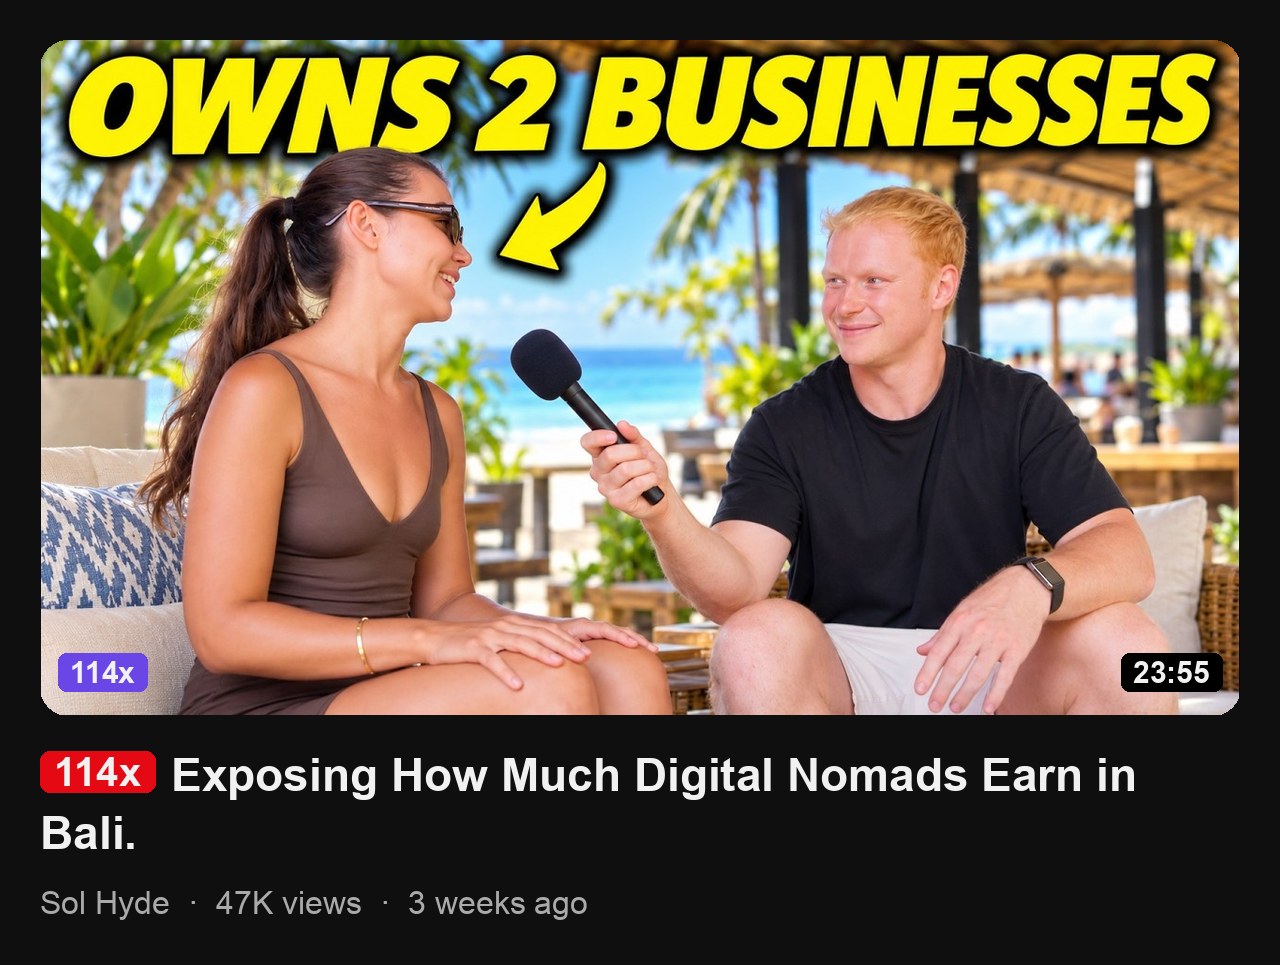 OWNS 2 BUSINESSES
114x
23:55
114x Exposing How Much Digital Nomads Earn in
Bali.
Sol Hyde · 47K views · 3 weeks ago